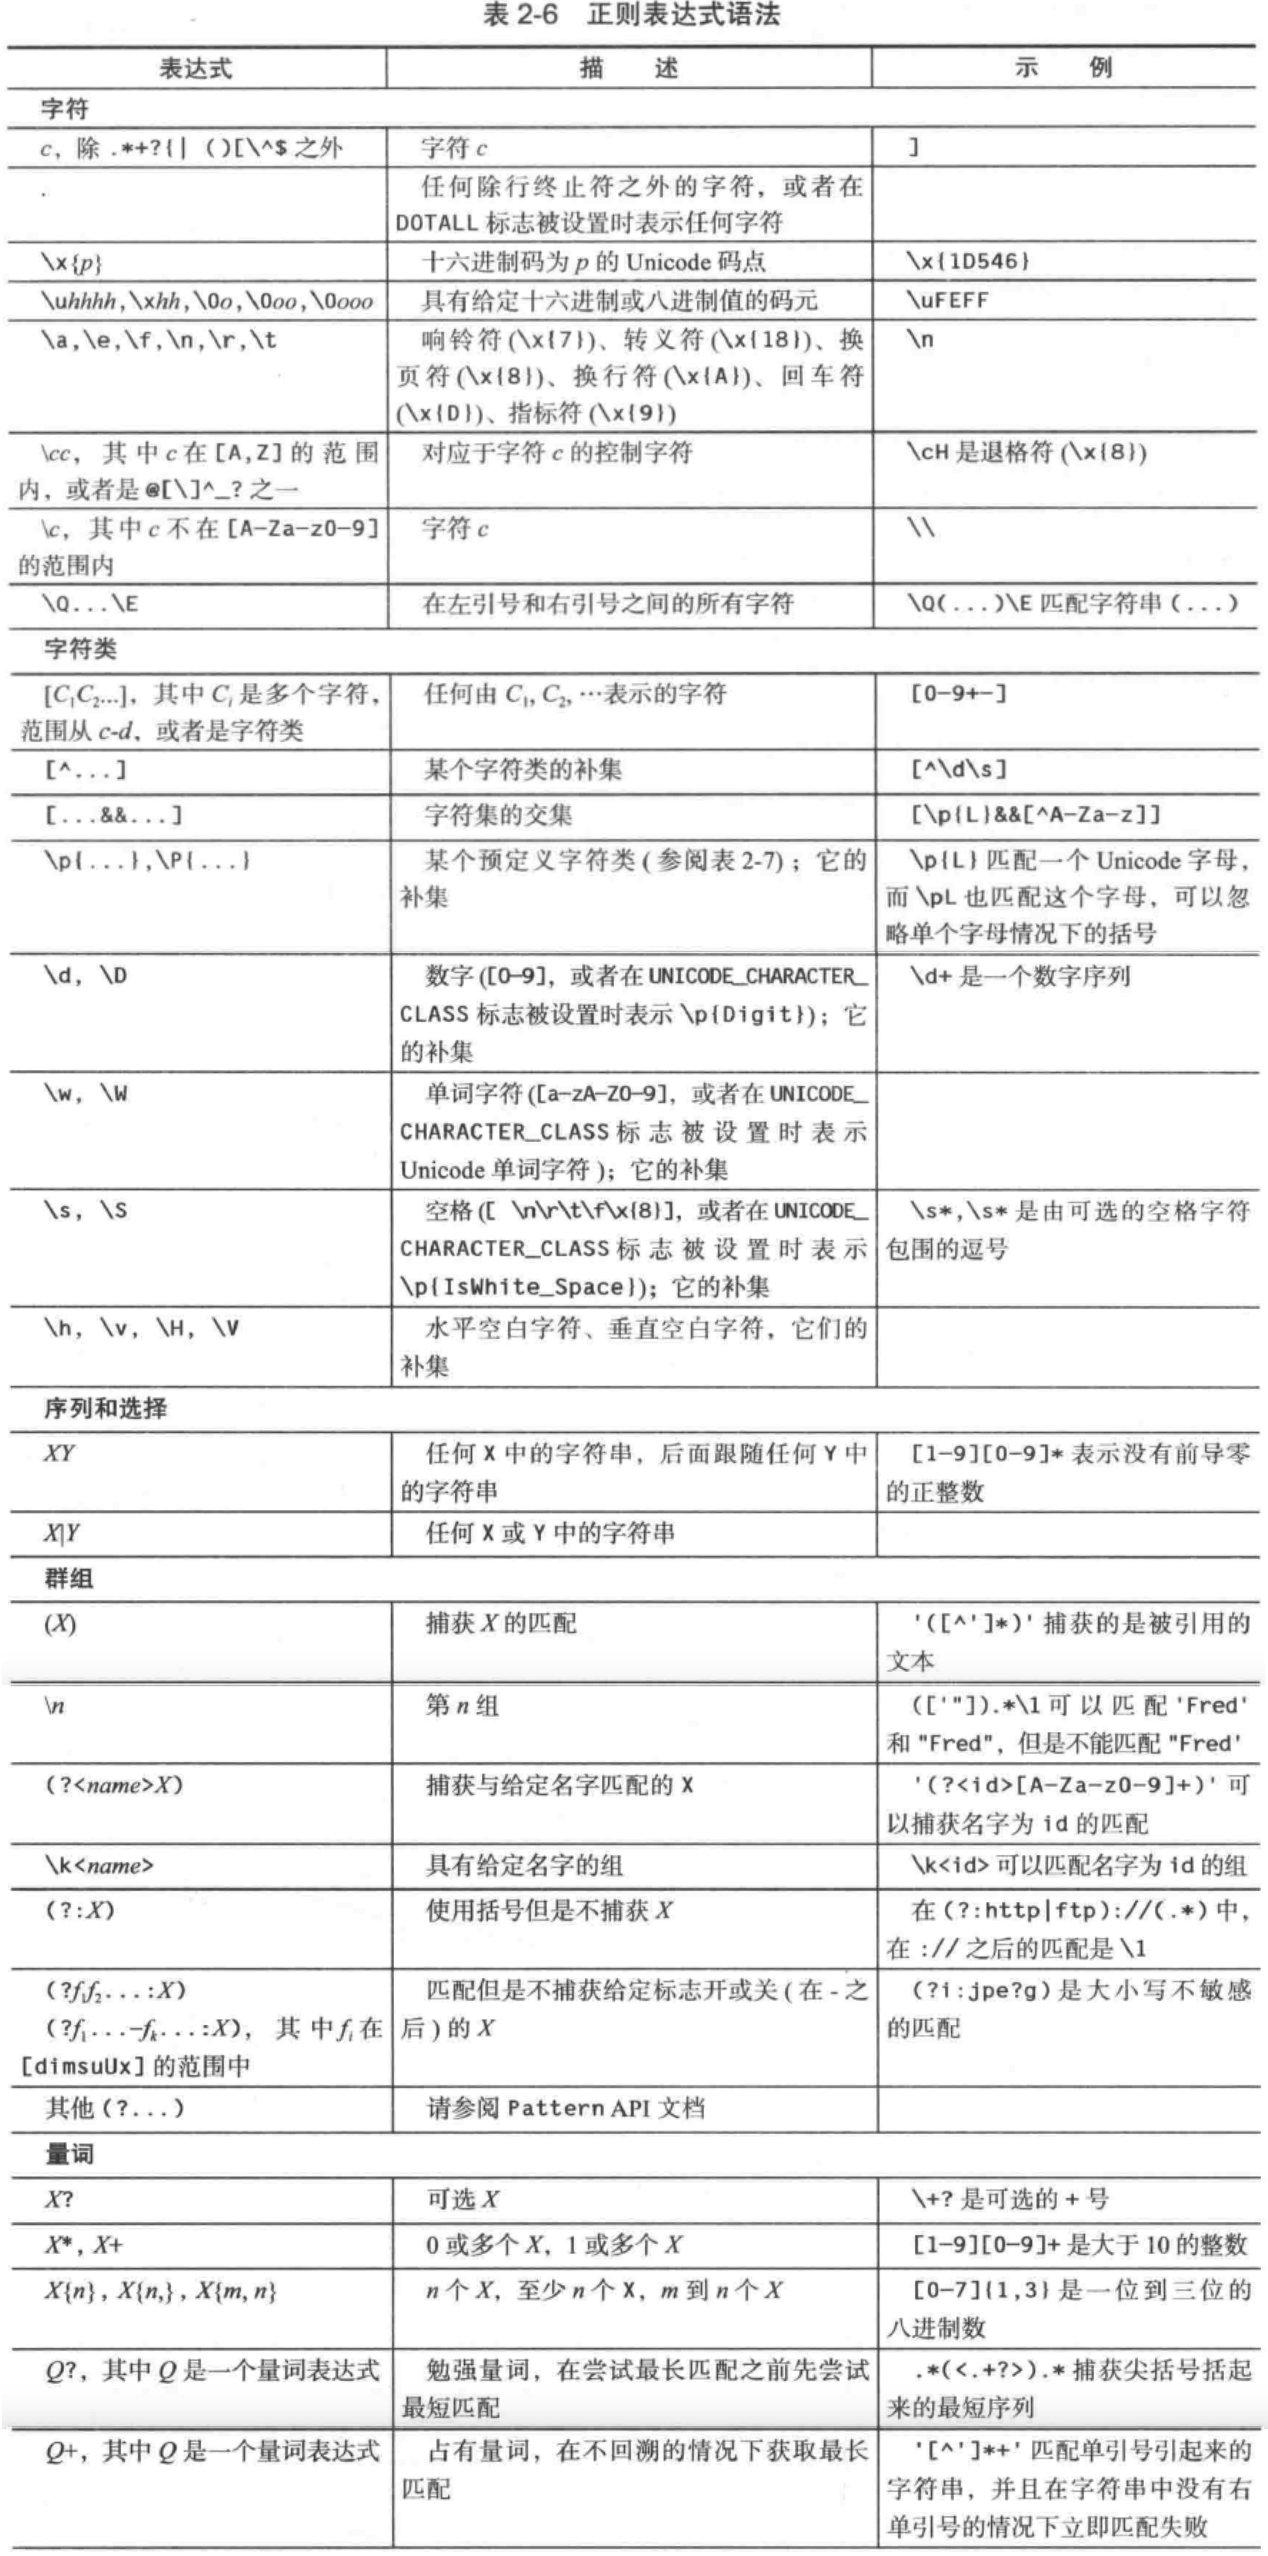 表 2-6 正则表达式语法
表达式 描 述 示 例
字符
c，除 .*+?{| ()[\^$ 之外 字符 c ]
. 任何除行终止符之外的字符，或者在
DOTALL 标志被设置时表示任何字符
\x{p} 十六进制码为 p 的 Unicode 码点 \x{1D546}
\uhhhh,\xhh,\0o,\0oo,\0ooo 具有给定十六进制或八进制值的码元 \uFEFF
\a,\e,\f,\n,\r,\t 响铃符(\x{7})、转义符(\x{18})、换 \n
页符(\x{8})、换行符(\x{A})、回车符
(\x{D})、指标符(\x{9})
\cc，其中 c 在 [A,Z] 的范围 对应于字符 c 的控制字符 \cH 是退格符 (\x{8})
内，或者是 @[\]^_? 之一
\c，其中 c 不在 [A-Za-z0-9] 字符 c \\
的范围内
\Q...\E 在左引号和右引号之间的所有字符 \Q(...)\E 匹配字符串 (...)
字符类
[C1C2...]，其中 Ci 是多个字符， 任何由 C1, C2, …表示的字符 [0-9+-]
范围从 c-d，或者是字符类
[^...] 某个字符类的补集 [^\d\s]
[...&&...] 字符集的交集 [\p{L}&&[^A-Za-z]]
\p{...},\P{...} 某个预定义字符类（参阅表 2-7）；它的 \p{L} 匹配一个 Unicode 字母，
补集 而 \pL 也匹配这个字母，可以忽
略单个字母情况下的括号
\d, \D 数字 ([0-9]，或者在 UNICODE_CHARACTER_ \d+ 是一个数字序列
CLASS 标志被设置时表示 \p{Digit})；它
的补集
\w, \W 单词字符 ([a-zA-Z0-9]，或者在 UNICODE_
CHARACTER_CLASS 标志被设置时表示
Unicode 单词字符）；它的补集
\s, \S 空格 ([ \n\r\t\f\x{8}]，或者在 UNICODE_ \s*,\s* 是由可选的空格字符
CHARACTER_CLASS 标志被设置时表示 包围的逗号
\p{IsWhite_Space})；它的补集
\h, \v, \H, \V 水平空白字符、垂直空白字符，它们的
补集
序列和选择
XY 任何 X 中的字符串，后面跟随任何 Y 中 [1-9][0-9]* 表示没有前导零
的字符串 的正整数
X|Y 任何 X 或 Y 中的字符串
群组
(X) 捕获 X 的匹配 '([^']*)' 捕获的是被引用的
文本
\n 第 n 组 (['"]).*\1 可以匹配 'Fred'
和 "Fred"，但是不能匹配 "Fred'
(?<name>X) 捕获与给定名字匹配的 X '(?<id>[A-Za-z0-9]+)' 可
以捕获名字为 id 的匹配
\k<name> 具有给定名字的组 \k<id> 可以匹配名字为 id 的组
(?:X) 使用括号但是不捕获 X 在 (?:http|ftp)://(.*) 中，
在 :// 之后的匹配是 \1
(?f1f2...:X) 匹配但是不捕获给定标志开或关（在 - 之 (?i:jpe?g) 是大小写不敏感
(?f1...-fk...:X)，其中 fi 在 后）的 X 的匹配
[dimsuUx] 的范围中
其他 (?...) 请参阅 Pattern API 文档
量词
X? 可选 X \+? 是可选的 + 号
X*, X+ 0 或多个 X，1 或多个 X [1-9][0-9]+ 是大于 10 的整数
X{n}, X{n,}, X{m, n} n 个 X，至少 n 个 X，m 到 n 个 X [0-7]{1,3} 是一位到三位的
八进制数
Q?，其中 Q 是一个量词表达式 勉强量词，在尝试最长匹配之前先尝试 .*(<.+?>).* 捕获尖括号括起
最短匹配 来的最短序列
Q+，其中 Q 是一个量词表达式 占有量词，在不回溯的情况下获取最长 '[^']*+' 匹配单引号引起来的
匹配 字符串，并且在字符串中没有右
单引号的情况下立即匹配失败